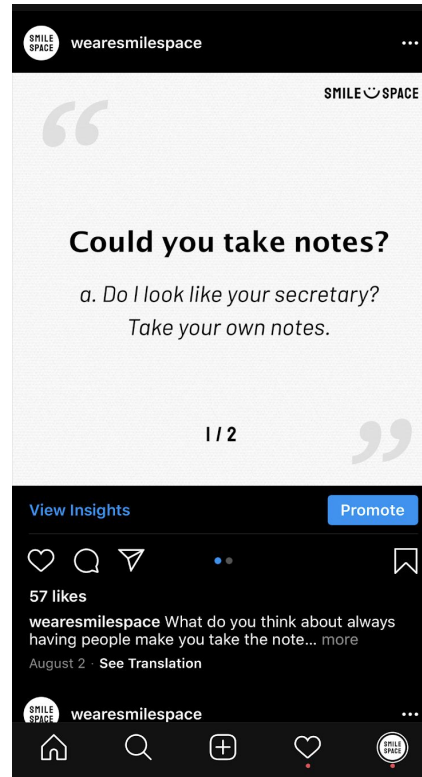 SMILE
SPACE
wearesmilespace
SMILE SPACE
Could you take notes?
a. Do I look like your secretary?
Take your own notes.
1 / 2
View Insights
Promote
57 likes
wearesmilespace What do you think about always
having people make you take the note... more
August 2 · See Translation
SMILE
SPACE
wearesmilespace
SMILE
SPACE